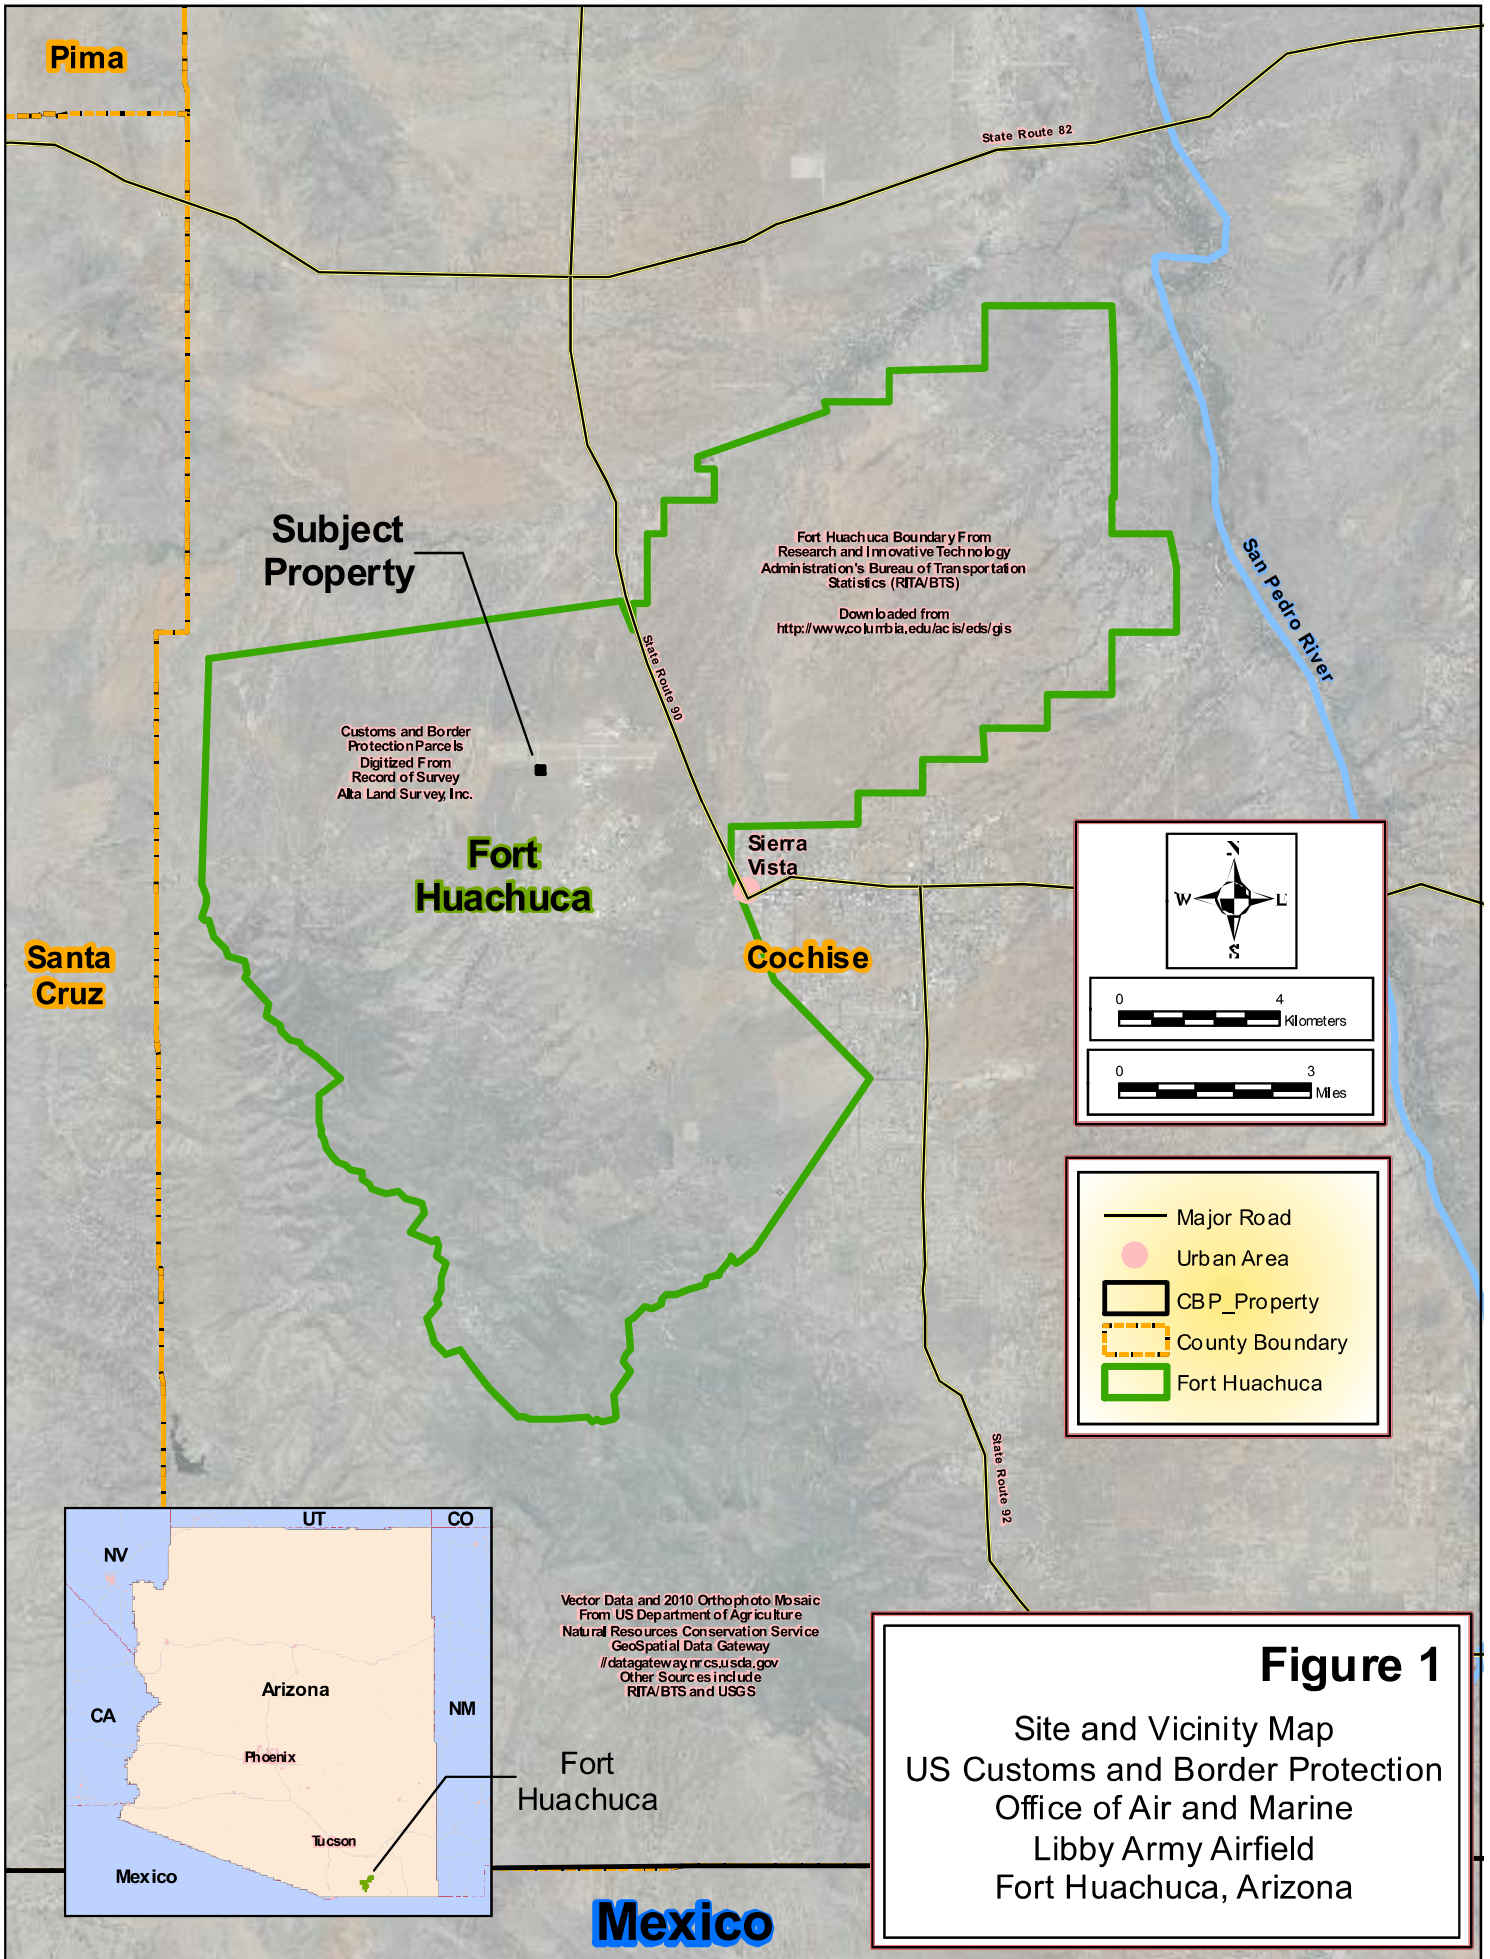 Pima
State Route 82
Subject
Property
Fort Huachuca Boundary From
Research and Innovative Technology
Administration's Bureau of Transportation
Statistics (RITA/BTS)
Downloaded from
http://www.columbia.edu/acis/eds/gis
San Pedro River
State Route 90
Customs and Border
Protection Parcels
Digitized From
Record of Survey
Alta Land Survey, Inc.
Fort
Huachuca
Sierra
Vista
Cochise
Santa
Cruz
N
W
E
S
0 4
Kilometers
0 3
Miles
Major Road
Urban Area
CBP_Property
County Boundary
Fort Huachuca
State Route 92
UT
CO
NV
Arizona
CA
NM
Phoenix
Tucson
Mexico
Vector Data and 2010 Orthophoto Mosaic
From US Department of Agriculture
Natural Resources Conservation Service
GeoSpatial Data Gateway
//datagateway.nrcs.usda.gov
Other Sources include
RITA/BTS and USGS
Fort
Huachuca
Mexico
Figure 1
Site and Vicinity Map
US Customs and Border Protection
Office of Air and Marine
Libby Army Airfield
Fort Huachuca, Arizona